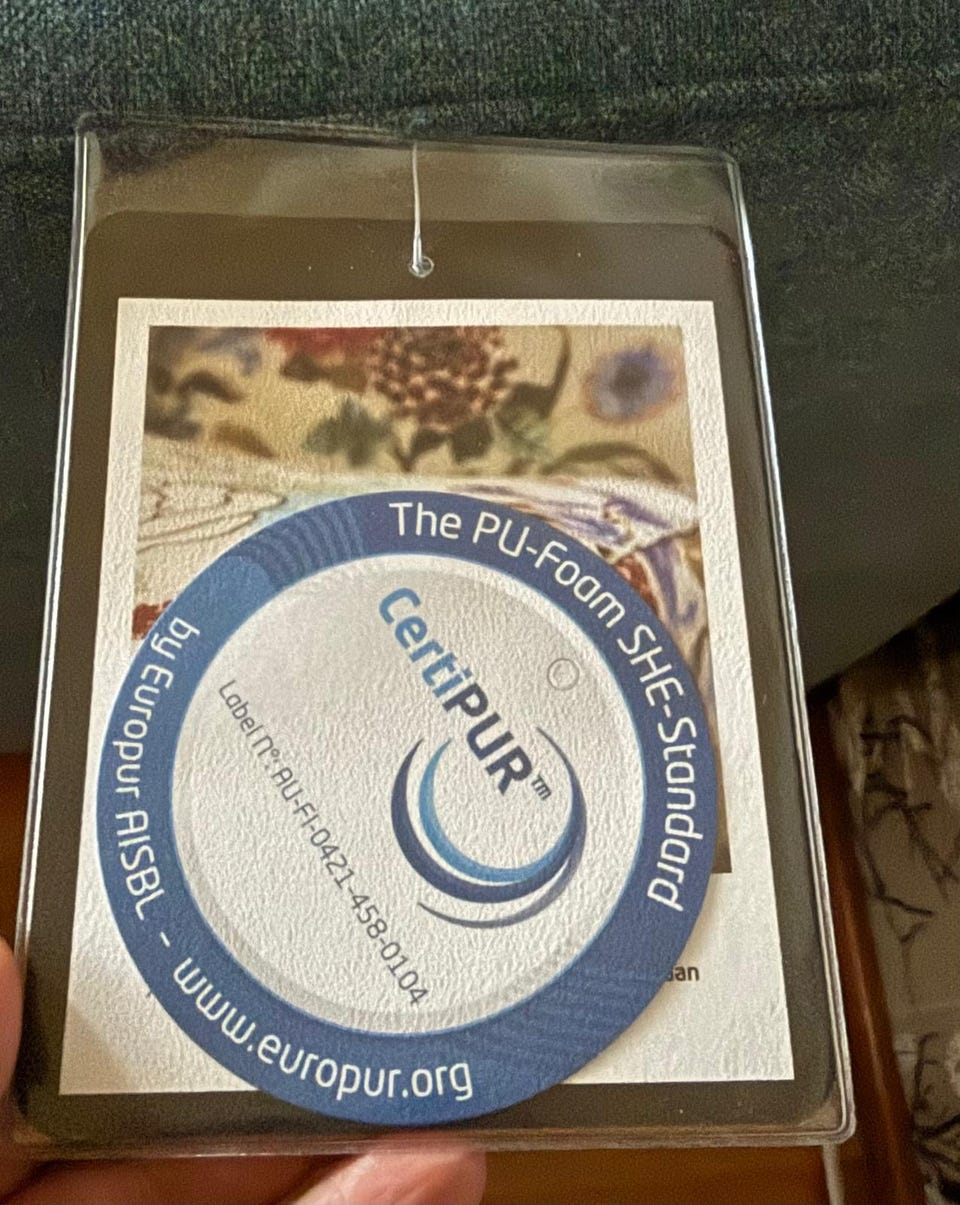 The PU-Foam SHE-Standard
CertiPUR™
Label n°: AU-FI-0421-458-0104
by Europur AISBL - www.europur.org